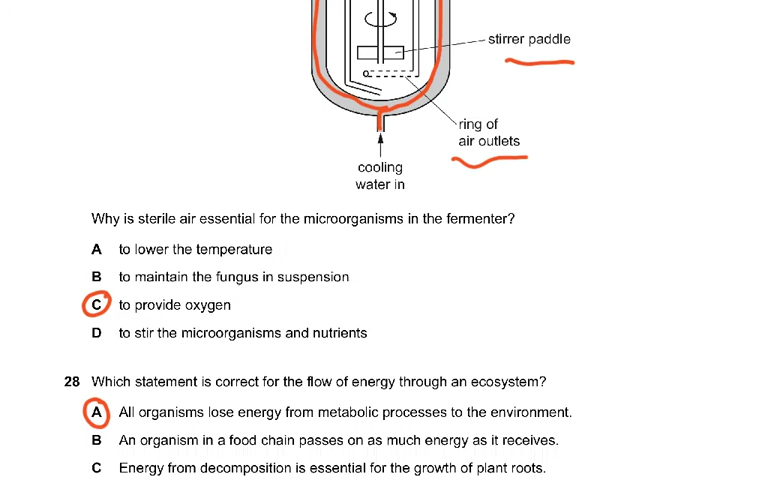 stirrer paddle
ring of
air outlets
cooling
water in
Why is sterile air essential for the microorganisms in the fermenter?
A to lower the temperature
B to maintain the fungus in suspension
C to provide oxygen
D to stir the microorganisms and nutrients
28 Which statement is correct for the flow of energy through an ecosystem?
A All organisms lose energy from metabolic processes to the environment.
B An organism in a food chain passes on as much energy as it receives.
C Energy from decomposition is essential for the growth of plant roots.